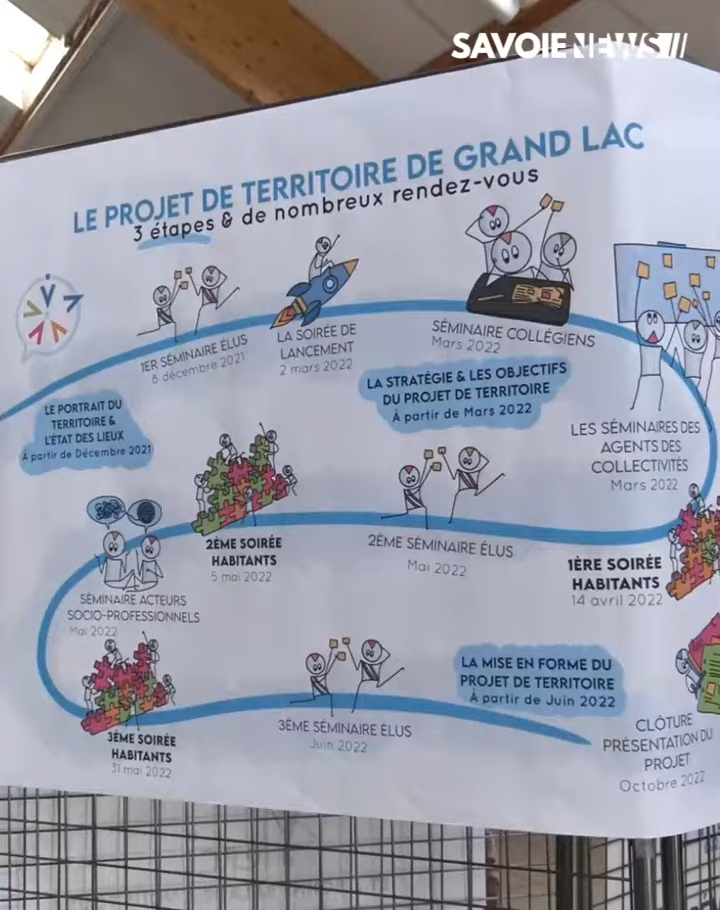 SAVOIE NEWS
LE PROJET DE TERRITOIRE DE GRAND LAC
3 étapes & de nombreux rendez-vous
1ER SÉMINAIRE ÉLUS
8 décembre 2021
LA SOIRÉE DE
LANCEMENT
2 mars 2022
SÉMINAIRE COLLÉGIENS
Mars 2022
LE PORTRAIT DU
TERRITOIRE &
L'ÉTAT DES LIEUX
À partir de Décembre 2021
LA STRATÉGIE & LES OBJECTIFS
DU PROJET DE TERRITOIRE
À partir de Mars 2022
LES SÉMINAIRES DES
AGENTS DES
COLLECTIVITÉS
Mars 2022
2ÈME SOIRÉE
HABITANTS
5 mai 2022
2ÈME SÉMINAIRE ÉLUS
Mai 2022
1ÈRE SOIRÉE
HABITANTS
14 avril 2022
SÉMINAIRE ACTEURS
SOCIO-PROFESSIONNELS
Mai 2022
3ÈME SOIRÉE
HABITANTS
31 mai 2022
3ÈME SÉMINAIRE ÉLUS
Juin 2022
LA MISE EN FORME DU
PROJET DE TERRITOIRE
À partir de Juin 2022
CLÔTURE
PRÉSENTATION DU
PROJET
Octobre 2022